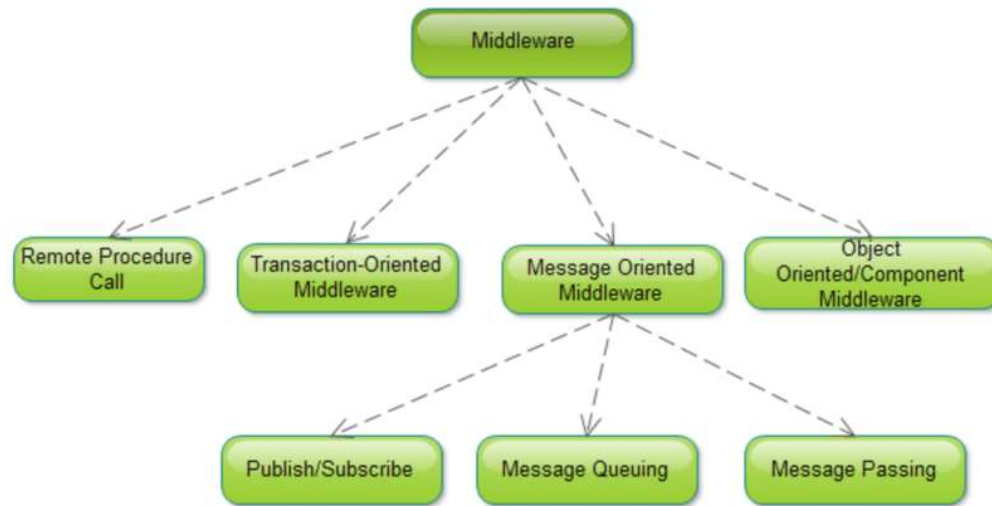 Middleware
Remote Procedure
Call
Transaction-Oriented
Middleware
Message Oriented
Middleware
Object
Oriented/Component
Middleware
Publish/Subscribe
Message Queuing
Message Passing